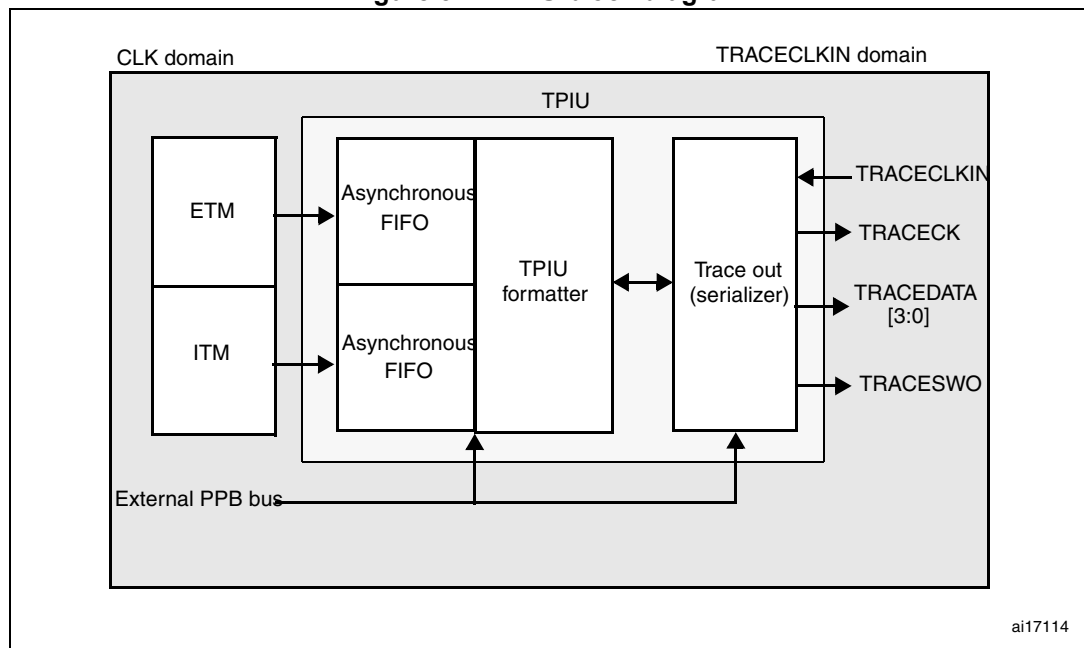 CLK domain
TRACECLKIN domain
TPIU
ETM
ITM
Asynchronous
FIFO
Asynchronous
FIFO
TPIU
formatter
Trace out
(serializer)
TRACECLKIN
TRACECK
TRACEDATA
[3:0]
TRACESWO
External PPB bus
ai17114